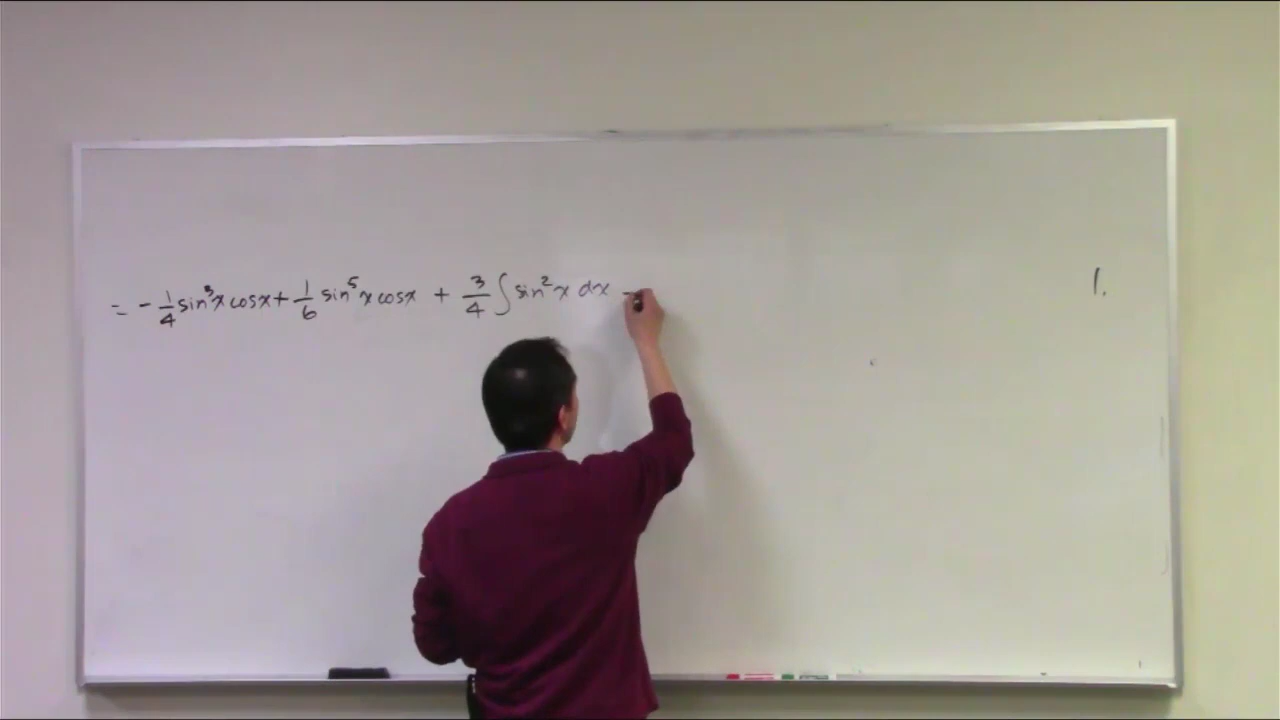 = - 1/4 sin³x cosx + 1/6 sin⁵x cosx + 3/4 ∫ sin²x dx -
1.